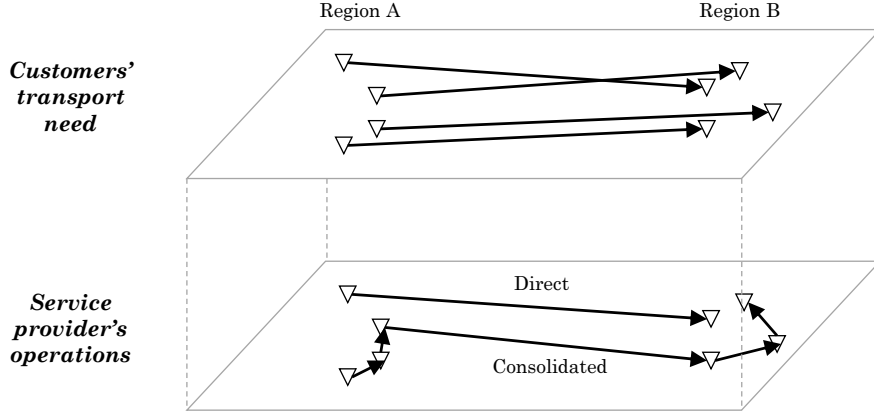 Region A
Region B
Customers'
transport
need
Direct
Service
provider's
operations
Consolidated